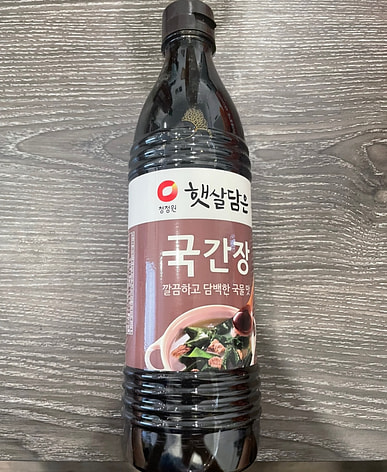 청정원
햇살담은
국간장
깔끔하고 담백한 국물 맛